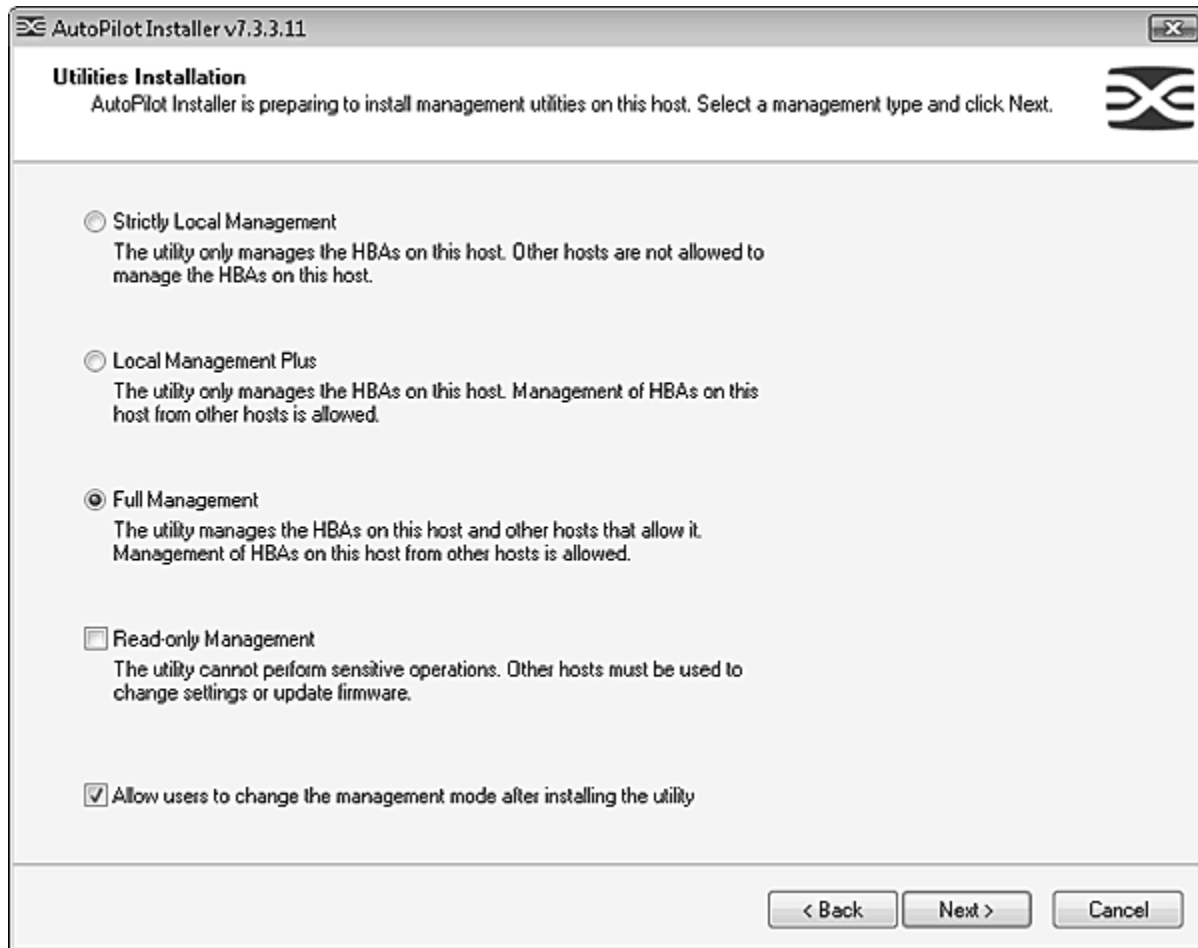 AutoPilot Installer v7.3.3.11
Utilities Installation
AutoPilot Installer is preparing to install management utilities on this host. Select a management type and click Next.
Strictly Local Management
The utility only manages the HBAs on this host. Other hosts are not allowed to
manage the HBAs on this host.
Local Management Plus
The utility only manages the HBAs on this host. Management of HBAs on this
host from other hosts is allowed.
Full Management
The utility manages the HBAs on this host and other hosts that allow it.
Management of HBAs on this host from other hosts is allowed.
Read-only Management
The utility cannot perform sensitive operations. Other hosts must be used to
change settings or update firmware.
Allow users to change the management mode after installing the utility
< Back
Next >
Cancel